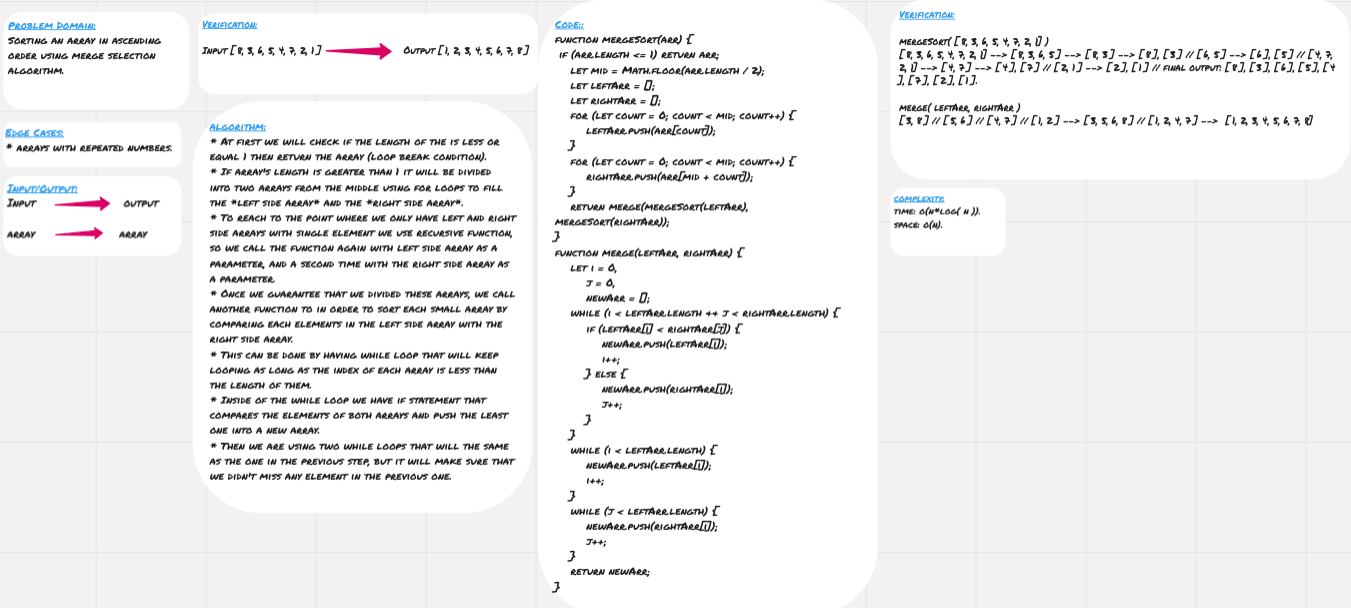 Problem Domain:
Sorting an array in ascending
order using merge selection
algorithm.
Edge Cases:
* arrays with repeated numbers.
Input/Output:
Input output
array array
Verification:
Input [ 8, 3, 6, 5, 4, 7, 2, 1 ] Output [ 1, 2, 3, 4, 5, 6, 7, 8 ]
algorithm:
* At first we will check if the length of the is less or
equal 1 then return the array (loop break condition).
* If array's length is greater than 1 it will be divided
into two arrays from the middle using for loops to fill
the *left side array* and the *right side array*.
* To reach to the point where we only have left and right
side arrays with single element we use recursive function,
so we call the function again with left side array as a
parameter, and a second time with the right side array as
a parameter.
* Once we guarantee that we divided these arrays, we call
another function to in order to sort each small array by
comparing each elements in the left side array with the
right side array.
* This can be done by having while loop that will keep
looping as long as the index of each array is less than
the length of them.
* Inside of the while loop we have if statement that
compares the elements of both arrays and push the least
one into a new array.
* Then we are using two while loops that will the same
as the one in the previous step, but it will make sure that
we didn't miss any element in the previous one.
Code::
function mergeSort(arr) {
if (arr.length <= 1) return arr;
let mid = Math.floor(arr.length / 2);
let leftArr = [];
let rightArr = [];
for (let count = 0; count < mid; count++) {
leftArr.push(arr[count]);
}
for (let count = 0; count < mid; count++) {
rightArr.push(arr[mid + count]);
}
return merge(mergeSort(leftArr),
mergeSort(rightArr));
}
function merge(leftArr, rightArr) {
let i = 0,
j = 0,
newArr = [];
while (i < leftArr.length ++ j < rightArr.length) {
if (leftArr[i] < rightArr[j]) {
newArr.push(leftArr[i]);
i++;
} else {
newArr.push(rightArr[j]);
j++;
}
}
while (i < leftArr.length) {
newArr.push(leftArr[i]);
i++;
}
while (j < leftArr.length) {
newArr.push(rightArr[j]);
j++;
}
return newArr;
}
Verification:
mergeSort( [ 8, 3, 6, 5, 4, 7, 2, 1] )
[ 8, 3, 6, 5, 4, 7, 2, 1] --> [ 8, 3, 6, 5] --> [ 8, 3 ] --> [ 8], [ 3] // [ 6, 5 ] --> [ 6], [ 5] // [ 4, 7,
2, 1] --> [ 4, 7 ] --> [ 4 ], [ 7 ] // [ 2, 1 ] --> [ 2 ], [ 1 ] // final output: [ 8 ], [ 3 ], [ 6 ], [ 5 ], [ 4
], [ 7 ], [ 2 ], [ 1 ].
merge( leftArr, rightArr )
[ 3, 8 ] // [ 5, 6 ] // [ 4, 7 ] // [ 1, 2 ] --> [ 3, 5, 6, 8 ] // [ 1, 2, 4, 7 ] --> [ 1, 2, 3, 4, 5, 6, 7, 8]
complexity:
time: O(n*log( n )).
space: O(n).